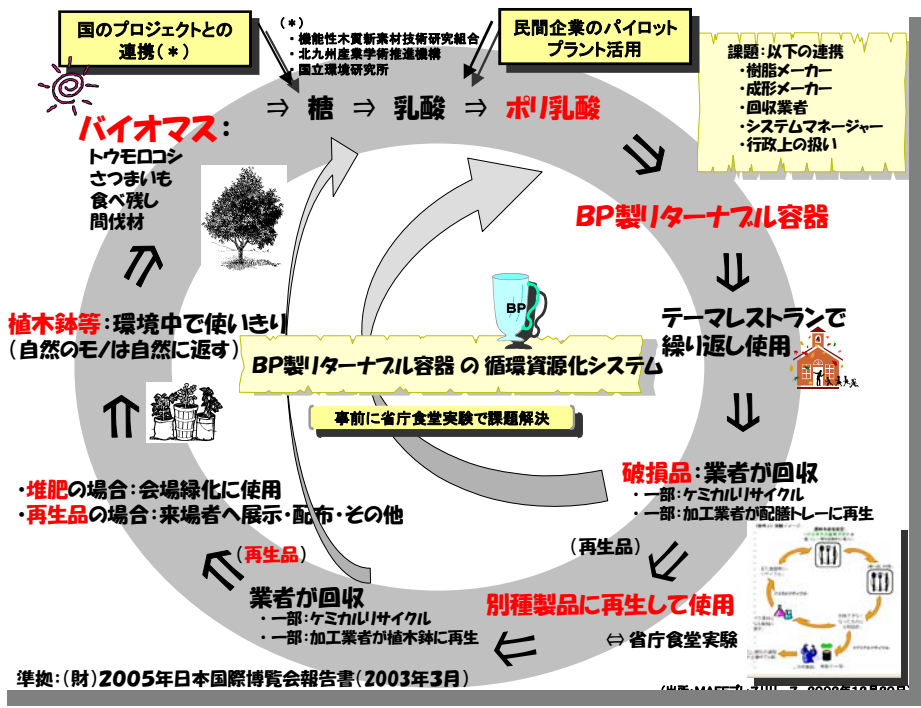 国のプロジェクトとの
連携(*)
(*)
・機能性木質新素材技術研究組合
・北九州産業学術推進機構
・国立環境研究所
民間企業のパイロット
プラント活用
課題:以下の連携
・樹脂メーカー
・成形メーカー
・回収業者
・システムマネージャー
・行政上の扱い
バイオマス:
⇒ 糖 ⇒ 乳酸 ⇒ ポリ乳酸
トウモロコシ
さつまいも
食べ残し
間伐材
BP製リターナブル容器
植木鉢等:環境中で使いきり
(自然のモノは自然に返す)
BP
テーマレストランで
繰り返し使用
BP製リターナブル容器 の 循環資源化システム
事前に省庁食堂実験で課題解決
破損品:業者が回収
・一部:ケミカルリサイクル
・一部:加工業者が配膳トレーに再生
・堆肥の場合:会場緑化に使用
・再生品の場合:来場者へ展示・配布・その他
(再生品)
(再生品)
別種製品に再生して使用
⇔ 省庁食堂実験
業者が回収
・一部:ケミカルリサイクル
・一部:加工業者が植木鉢に再生
準拠:(財)2005年日本国際博覧会報告書(2003年3月)